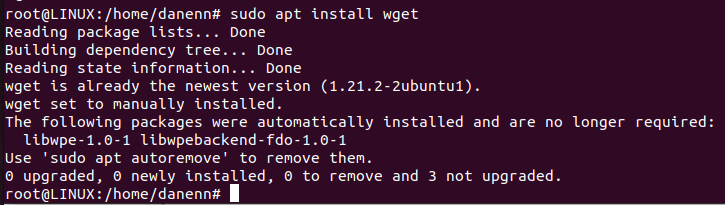 root@LINUX:/home/danenn# sudo apt install wget
Reading package lists... Done
Building dependency tree... Done
Reading state information... Done
wget is already the newest version (1.21.2-2ubuntu1).
wget set to manually installed.
The following packages were automatically installed and are no longer required:
  libwpe-1.0-1 libwpebackend-fdo-1.0-1
Use 'sudo apt autoremove' to remove them.
0 upgraded, 0 newly installed, 0 to remove and 3 not upgraded.
root@LINUX:/home/danenn#